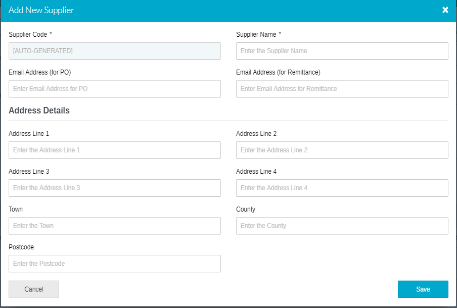 Add New Supplier
Supplier Code * Supplier Name *
[AUTO-GENERATED] Enter the Supplier Name
Email Address (for PO) Email Address (for Remittance)
Enter Email Address for PO Enter Email Address for Remittance
Address Details
Address Line 1 Address Line 2
Enter the Address Line 1 Enter the Address Line 2
Address Line 3 Address Line 4
Enter the Address Line 3 Enter the Address Line 4
Town County
Enter the Town Enter the County
Postcode
Enter the Postcode
Cancel Save